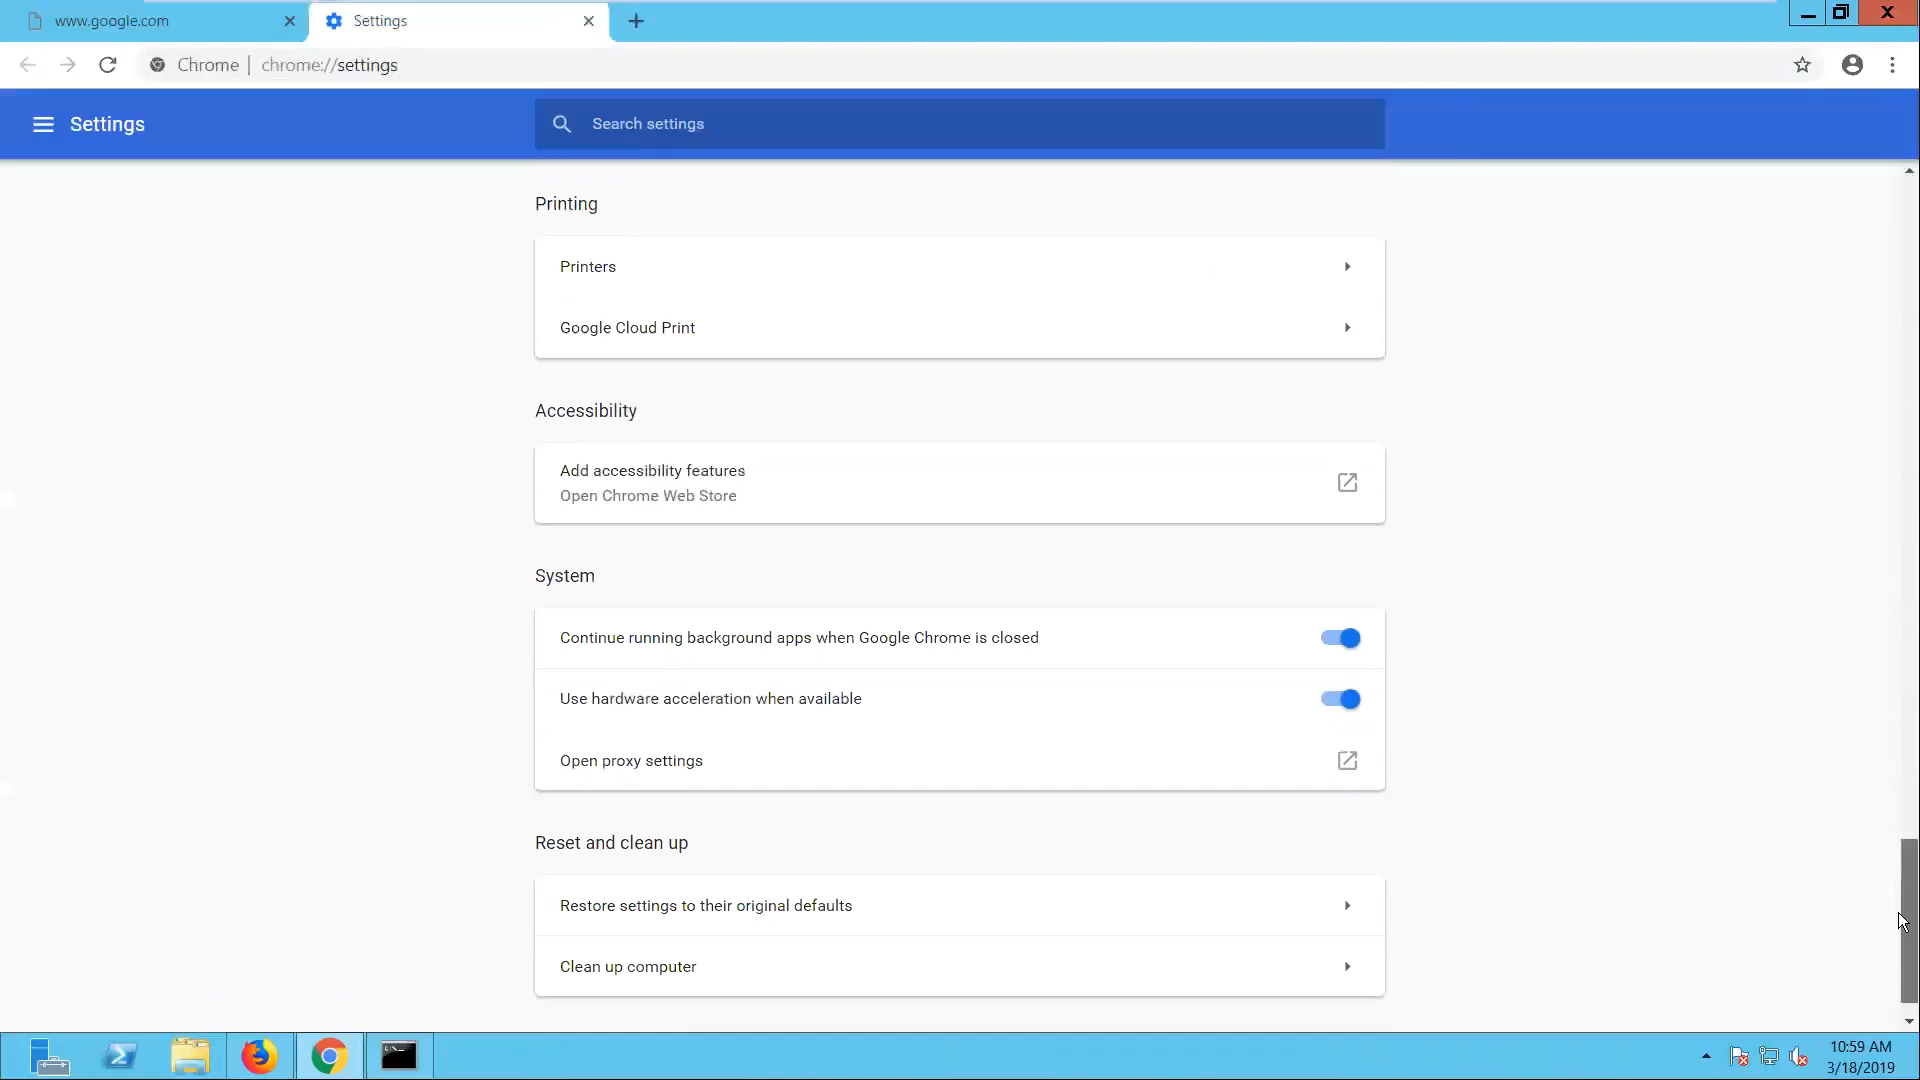 www.google.com
Settings
Chrome | chrome://settings
Settings
Search settings
Printing
Printers
Google Cloud Print
Accessibility
Add accessibility features
Open Chrome Web Store
System
Continue running background apps when Google Chrome is closed
Use hardware acceleration when available
Open proxy settings
Reset and clean up
Restore settings to their original defaults
Clean up computer
10:59 AM
3/18/2019